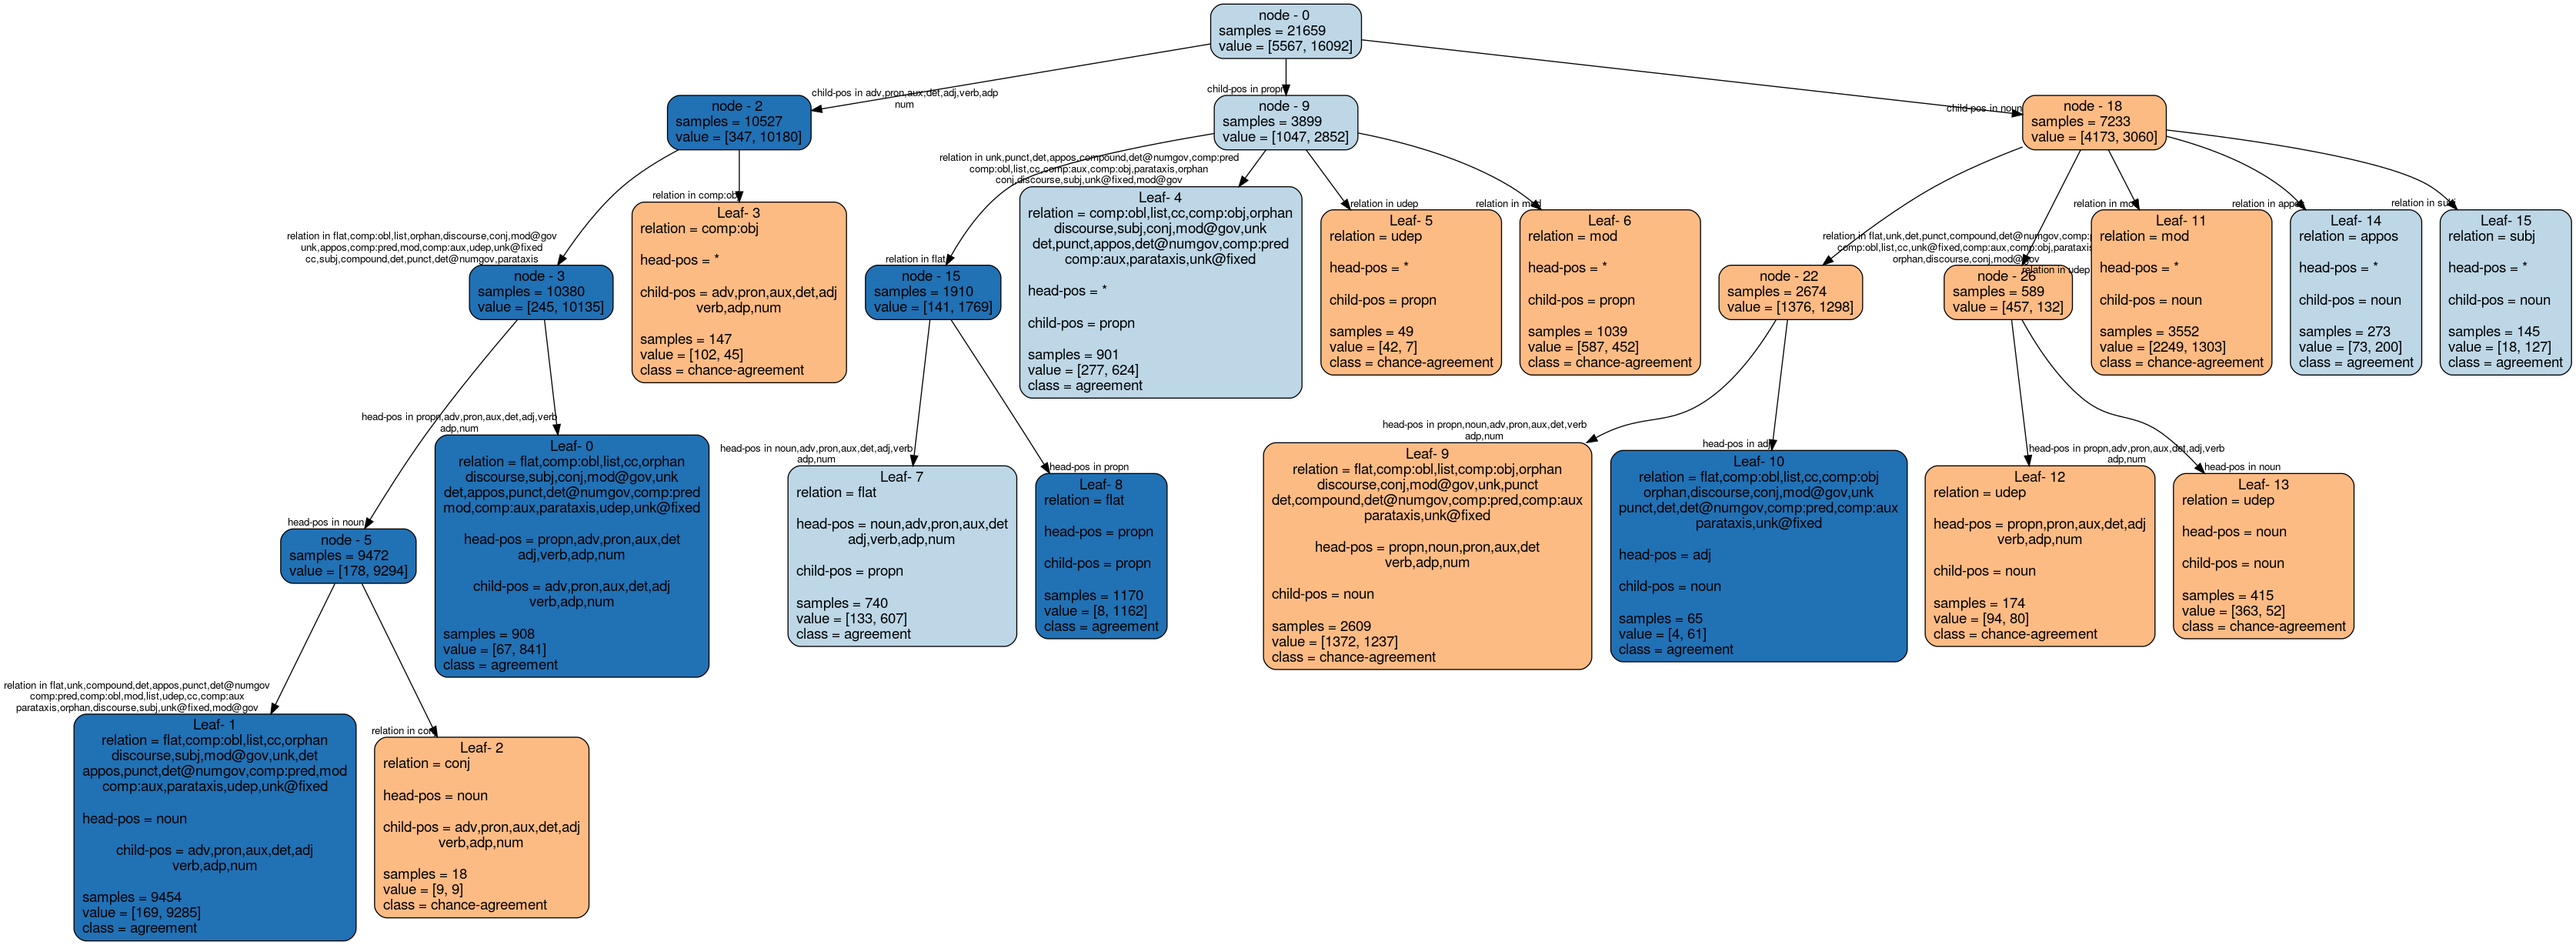 node - 0
samples = 21659
value = [5567, 16092]
child-pos in adv,pron,aux,det,adj,verb,adp
num
child-pos in propn
child-pos in noun
node - 2
samples = 10527
value = [347, 10180]
node - 9
samples = 3899
value = [1047, 2852]
node - 18
samples = 7233
value = [4173, 3060]
relation in flat,comp:obl,list,orphan,discourse,conj,mod@gov
unk,appos,comp:pred,mod,comp:aux,udep,unk@fixed
cc,subj,compound,det,punct,det@numgov,parataxis
relation in comp:obj
relation in flat
relation in unk,punct,det,appos,compound,det@numgov,comp:pred
comp:obl,list,cc,comp:aux,comp:obj,parataxis,orphan
conj,discourse,subj,unk@fixed,mod@gov
relation in udep
relation in mod
relation in flat,unk,det,punct,compound,det@numgov,comp:
comp:obl,list,cc,unk@fixed,comp:aux,comp:obj,parataxis
orphan,discourse,conj,mod@gov
relation in udep
relation in mod
relation in appos
relation in subj
node - 3
samples = 10380
value = [245, 10135]
Leaf- 3
relation = comp:obj
head-pos = *
child-pos = adv,pron,aux,det,adj
verb,adp,num
samples = 147
value = [102, 45]
class = chance-agreement
node - 15
samples = 1910
value = [141, 1769]
Leaf- 4
relation = comp:obl,list,cc,comp:obj,orphan
discourse,subj,conj,mod@gov,unk
det,punct,appos,det@numgov,comp:pred
comp:aux,parataxis,unk@fixed
head-pos = *
child-pos = propn
samples = 901
value = [277, 624]
class = agreement
Leaf- 5
relation = udep
head-pos = *
child-pos = propn
samples = 49
value = [42, 7]
class = chance-agreement
Leaf- 6
relation = mod
head-pos = *
child-pos = propn
samples = 1039
value = [587, 452]
class = chance-agreement
node - 22
samples = 2674
value = [1376, 1298]
node - 26
samples = 589
value = [457, 132]
Leaf- 11
relation = mod
head-pos = *
child-pos = noun
samples = 3552
value = [2249, 1303]
class = chance-agreement
Leaf- 14
relation = appos
head-pos = *
child-pos = noun
samples = 273
value = [73, 200]
class = agreement
Leaf- 15
relation = subj
head-pos = *
child-pos = noun
samples = 145
value = [18, 127]
class = agreement
head-pos in noun
head-pos in propn,adv,pron,aux,det,adj,verb
adp,num
head-pos in noun,adv,pron,aux,det,adj,verb
adp,num
head-pos in propn
head-pos in propn,noun,adv,pron,aux,det,verb
adp,num
head-pos in adj
head-pos in propn,adv,pron,aux,det,adj,verb
adp,num
head-pos in noun
node - 5
samples = 9472
value = [178, 9294]
Leaf- 0
relation = flat,comp:obl,list,cc,orphan
discourse,subj,conj,mod@gov,unk
det,appos,punct,det@numgov,comp:pred
mod,comp:aux,parataxis,udep,unk@fixed
head-pos = propn,adv,pron,aux,det
adj,verb,adp,num
child-pos = adv,pron,aux,det,adj
verb,adp,num
samples = 908
value = [67, 841]
class = agreement
Leaf- 7
relation = flat
head-pos = noun,adv,pron,aux,det
adj,verb,adp,num
child-pos = propn
samples = 740
value = [133, 607]
class = agreement
Leaf- 8
relation = flat
head-pos = propn
child-pos = propn
samples = 1170
value = [8, 1162]
class = agreement
Leaf- 9
relation = flat,comp:obl,list,comp:obj,orphan
discourse,conj,mod@gov,unk,punct
det,compound,det@numgov,comp:pred,comp:aux
parataxis,unk@fixed
head-pos = propn,noun,pron,aux,det
verb,adp,num
child-pos = noun
samples = 2609
value = [1372, 1237]
class = chance-agreement
Leaf- 10
relation = flat,comp:obl,list,cc,comp:obj
orphan,discourse,conj,mod@gov,unk
punct,det,det@numgov,comp:pred,comp:aux
parataxis,unk@fixed
head-pos = adj
child-pos = noun
samples = 65
value = [4, 61]
class = agreement
Leaf- 12
relation = udep
head-pos = propn,pron,aux,det,adj
verb,adp,num
child-pos = noun
samples = 174
value = [94, 80]
class = chance-agreement
Leaf- 13
relation = udep
head-pos = noun
child-pos = noun
samples = 415
value = [363, 52]
class = chance-agreement
relation in flat,unk,compound,det,appos,punct,det@numgov
comp:pred,comp:obl,mod,list,udep,cc,comp:aux
parataxis,orphan,discourse,subj,unk@fixed,mod@gov
relation in conj
Leaf- 1
relation = flat,comp:obl,list,cc,orphan
discourse,subj,mod@gov,unk,det
appos,punct,det@numgov,comp:pred,mod
comp:aux,parataxis,udep,unk@fixed
head-pos = noun
child-pos = adv,pron,aux,det,adj
verb,adp,num
samples = 9454
value = [169, 9285]
class = agreement
Leaf- 2
relation = conj
head-pos = noun
child-pos = adv,pron,aux,det,adj
verb,adp,num
samples = 18
value = [9, 9]
class = chance-agreement